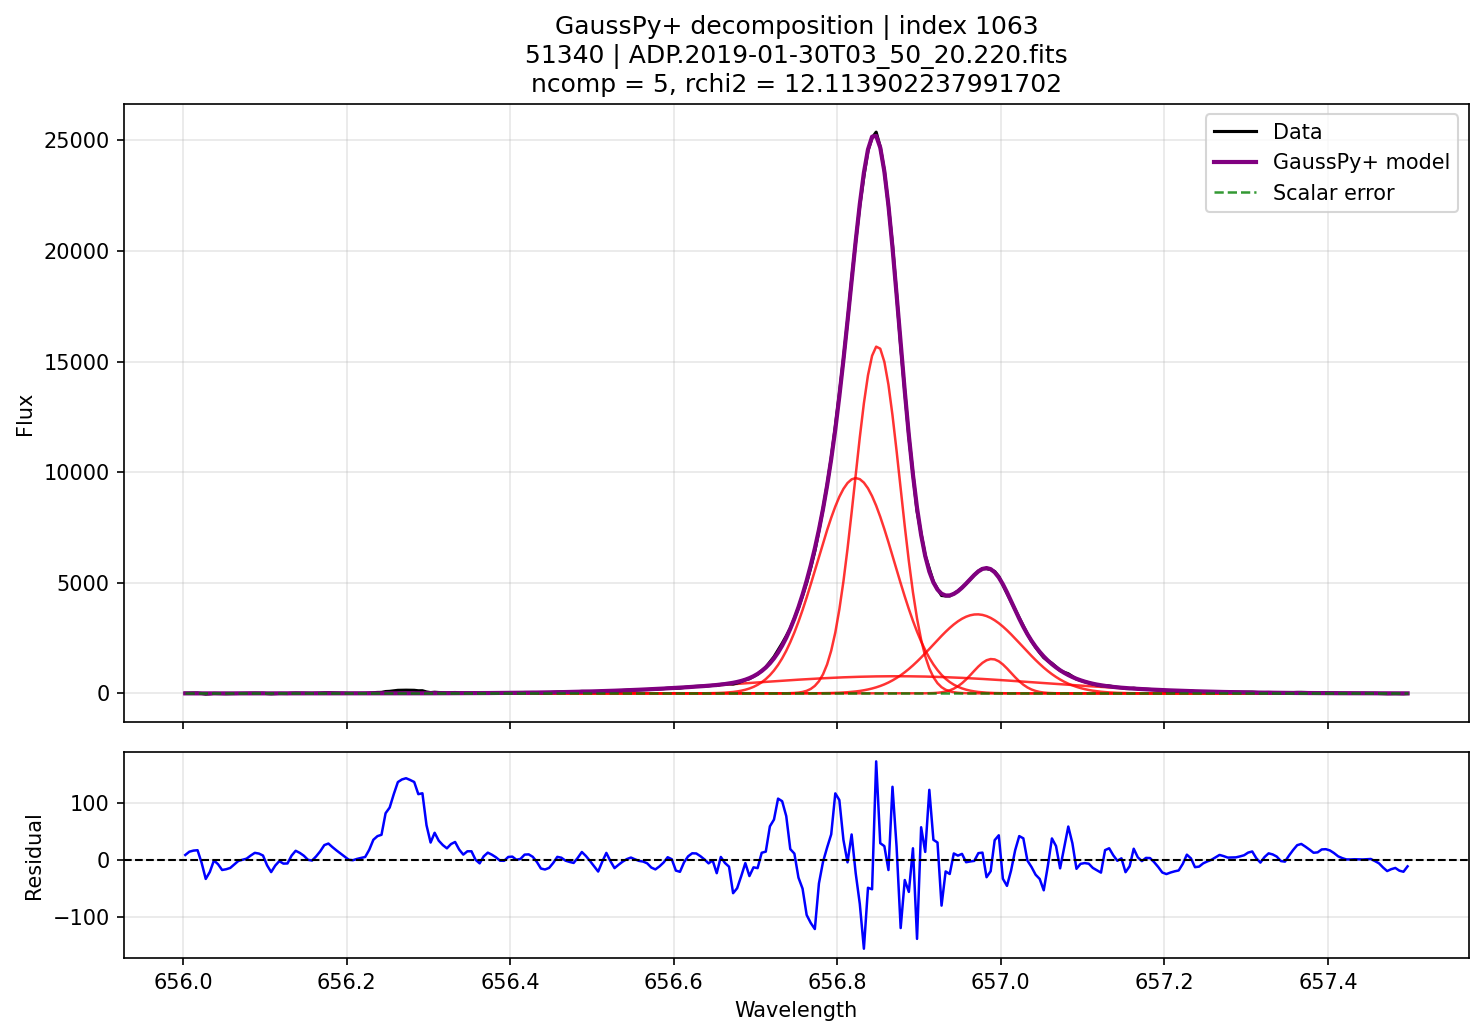 GaussPy+ decomposition | index 1063
51340 | ADP.2019-01-30T03_50_20.220.fits
ncomp = 5, rchi2 = 12.113902237991702
Data
GaussPy+ model
Scalar error
25000
20000
15000
10000
5000
0
Flux
100
0
−100
Residual
656.0
656.2
656.4
656.6
656.8
657.0
657.2
657.4
Wavelength